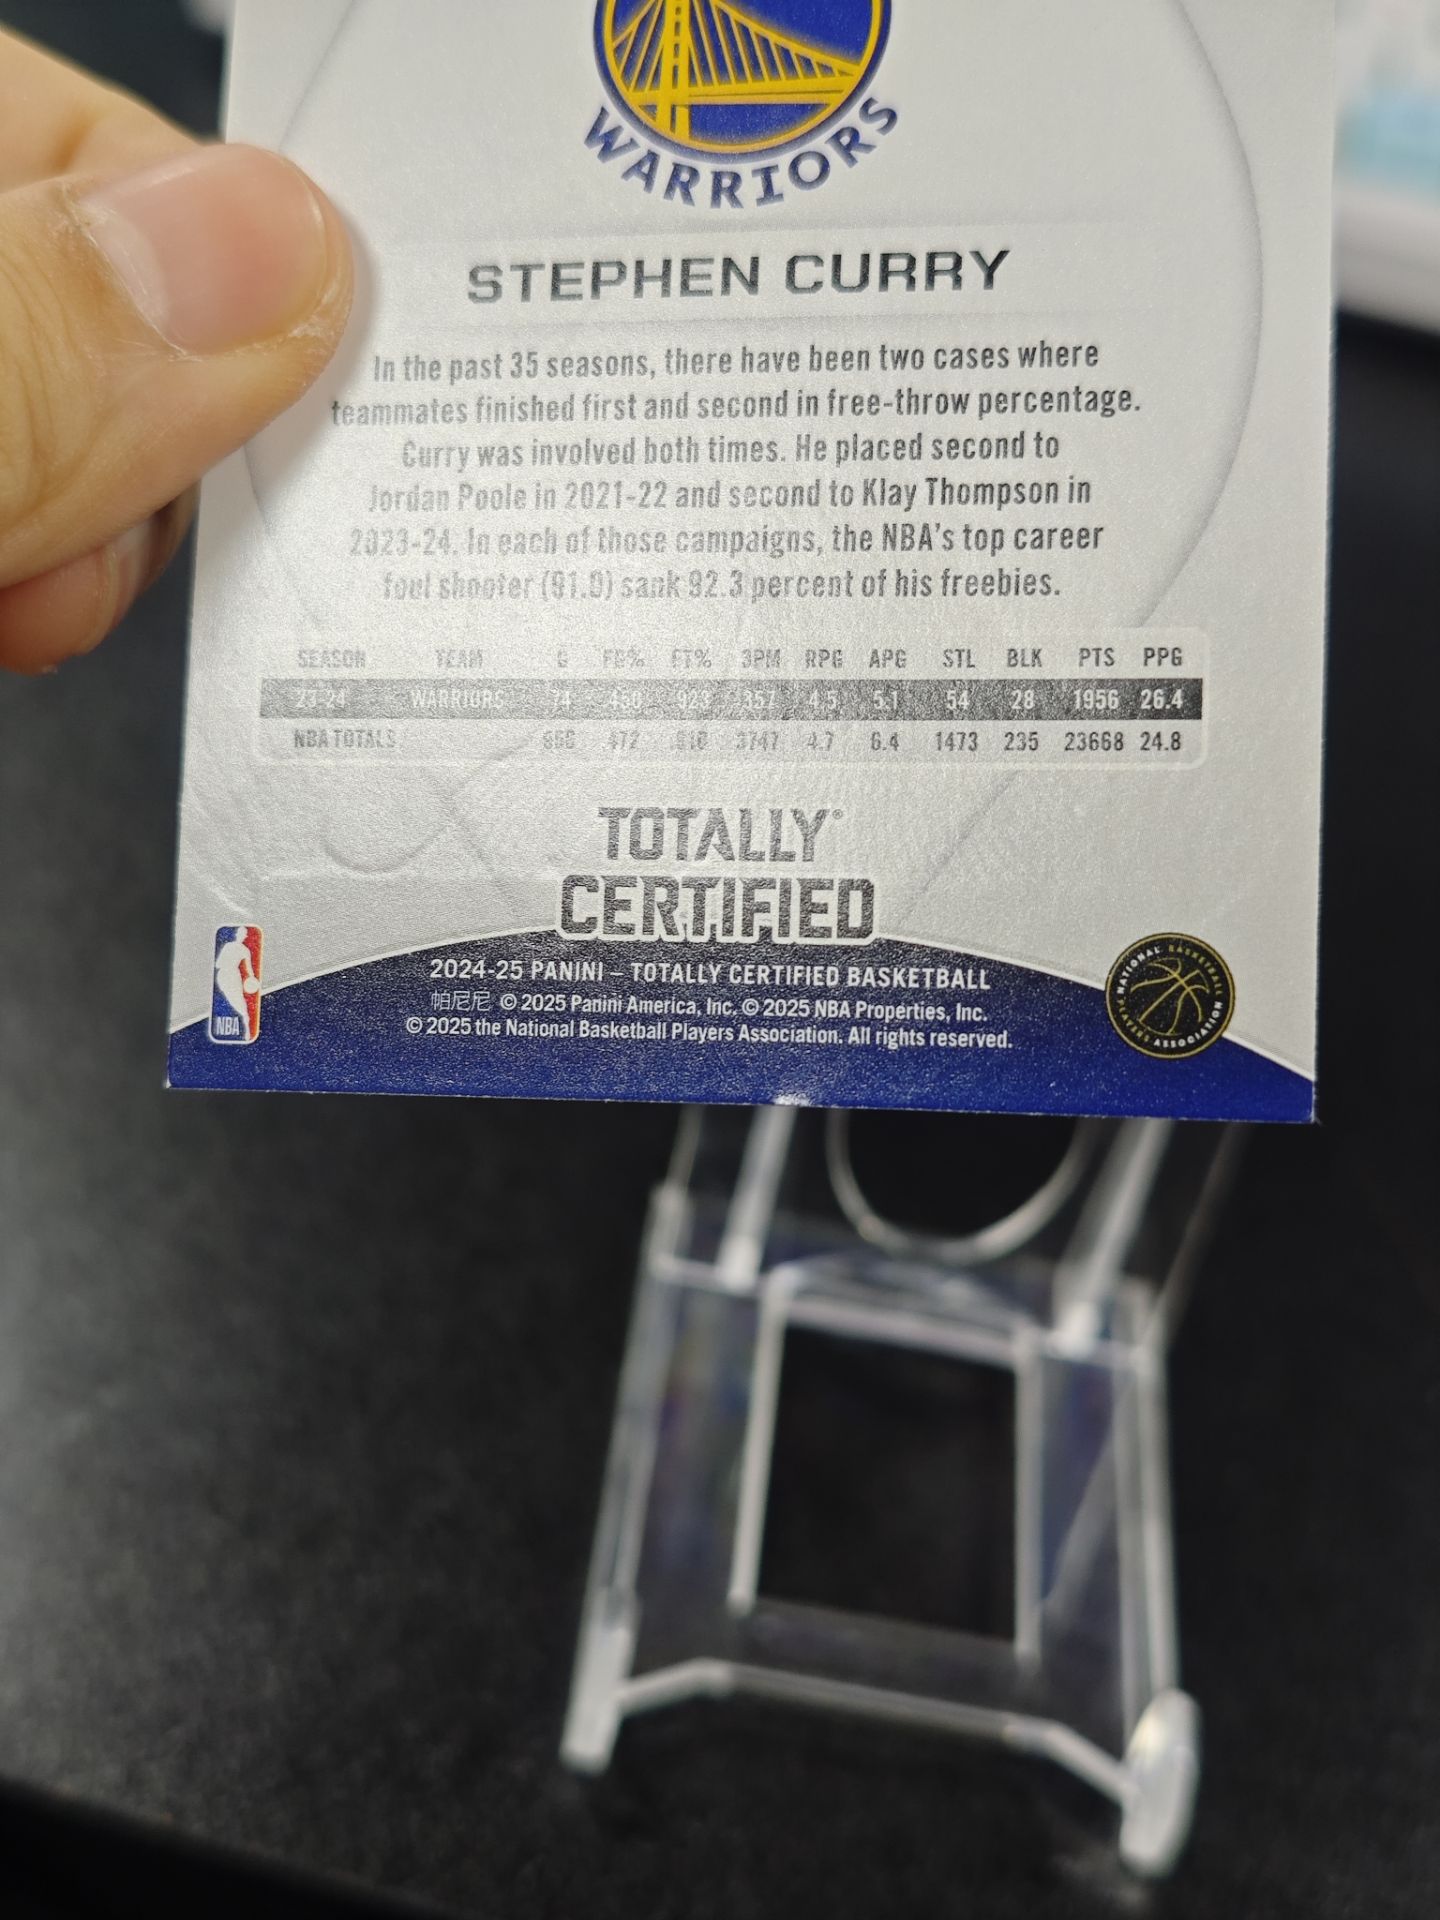 WARRIORS
STEPHEN CURRY
In the past 35 seasons, there have been two cases where
teammates finished first and second in free-throw percentage.
Curry was involved both times. He placed second to
Jordan Poole in 2021-22 and second to Klay Thompson in
2023-24. In each of those campaigns, the NBA's top career
foul shooter (91.0) sank 92.3 percent of his freebies.
SEASON TEAM G FG% FT% 3PM RPG APG STL BLK PTS PPG
23-24 WARRIORS 74 .450 .923 357 4.5 5.1 54 28 1956 26.4
NBA TOTALS 3747 4.7 6.4 1473 235 23668 24.8
TOTALLY
CERTIFIED
2024-25 PANINI – TOTALLY CERTIFIED BASKETBALL
帕尼尼 © 2025 Panini America, Inc. © 2025 NBA Properties, Inc.
© 2025 the National Basketball Players Association. All rights reserved.
NBA
NATIONAL BASKETBALL PLAYERS ASSOCIATION